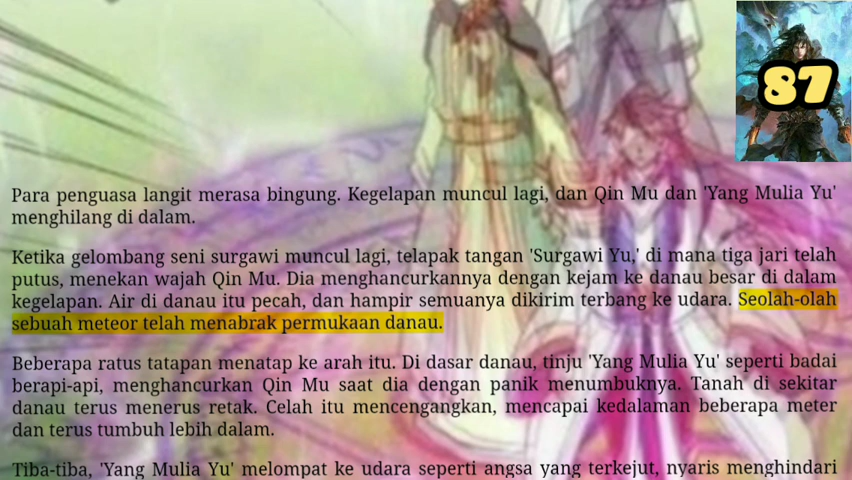 87
Para penguasa langit merasa bingung. Kegelapan muncul lagi, dan Qin Mu dan 'Yang Mulia Yu'
menghilang di dalam.
Ketika gelombang seni surgawi muncul lagi, telapak tangan 'Surgawi Yu,' di mana tiga jari telah
putus, menekan wajah Qin Mu. Dia menghancurkannya dengan kejam ke danau besar di dalam
kegelapan. Air di danau itu pecah, dan hampir semuanya dikirim terbang ke udara. Seolah-olah
sebuah meteor telah menabrak permukaan danau.
Beberapa ratus tatapan menatap ke arah itu. Di dasar danau, tinju 'Yang Mulia Yu' seperti badai
berapi-api, menghancurkan Qin Mu saat dia dengan panik menumbuknya. Tanah di sekitar
danau terus menerus retak. Celah itu mencengangkan, mencapai kedalaman beberapa meter
dan terus tumbuh lebih dalam.
Tiba-tiba, 'Yang Mulia Yu' melompat ke udara seperti angsa yang terkejut, nyaris menghindari